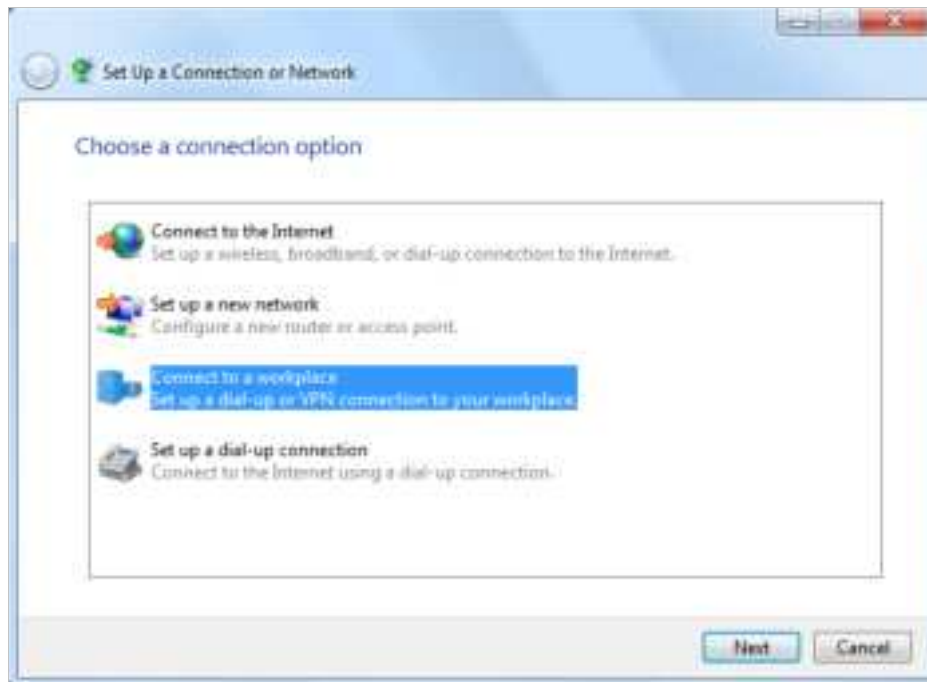 Set Up a Connection or Network
Choose a connection option
Connect to the Internet
Set up a wireless, broadband, or dial-up connection to the Internet.
Set up a new network
Configure a new router or access point.
Connect to a workplace
Set up a dial-up or VPN connection to your workplace.
Set up a dial-up connection
Connect to the Internet using a dial-up connection.
Next
Cancel